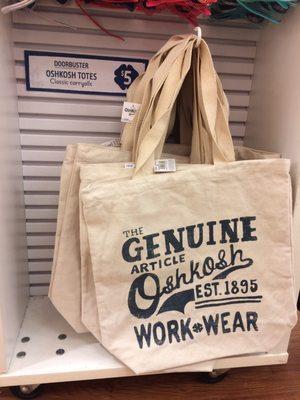 DOORBUSTER
OSHKOSH TOTES
Classic carryalls
$5
THE
GENUINE
ARTICLE
OshKosh
EST. 1895
WORK WEAR